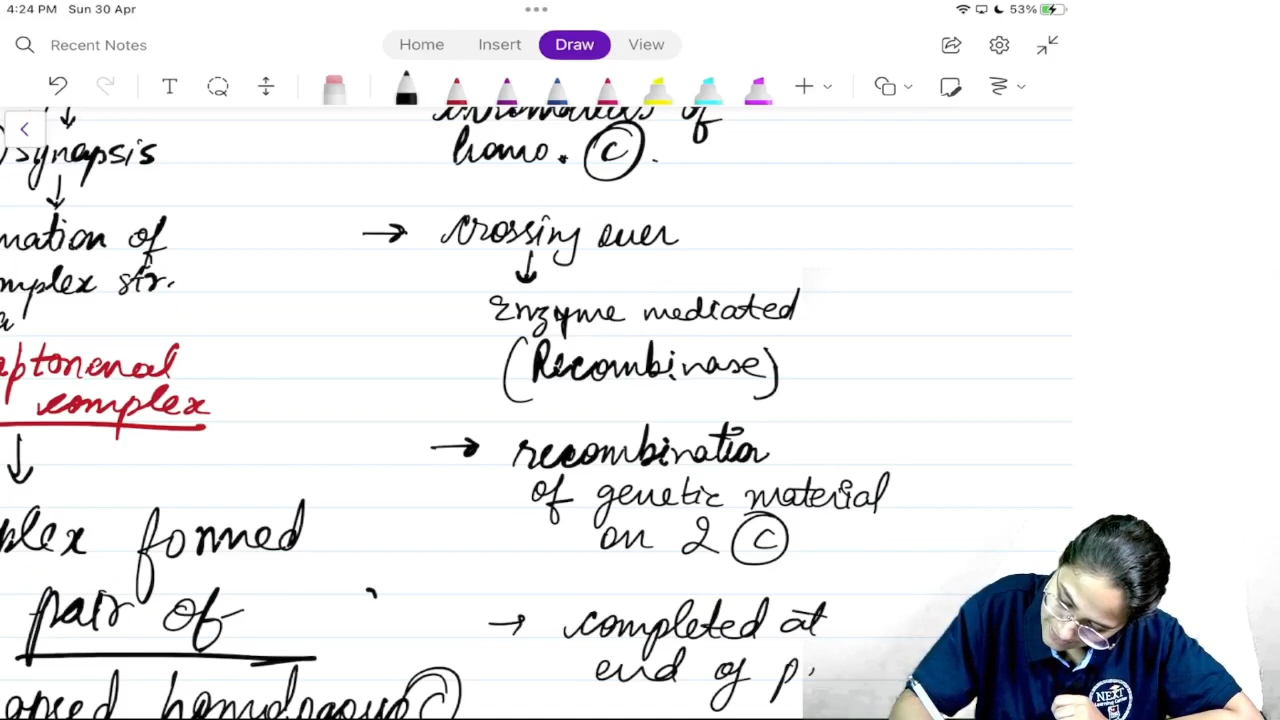 4:24 PM Sun 30 Apr
53%
Recent Notes
Home Insert Draw View
T
synapsis
mation of
mplex str.
aptonenal
complex
plex formed
pair of
homo. C.
→ crossing over
↓
Enzyme mediated
(Recombinase)
→ recombination
of genetic material
on 2 C
→ completed at
end of p
NEXT